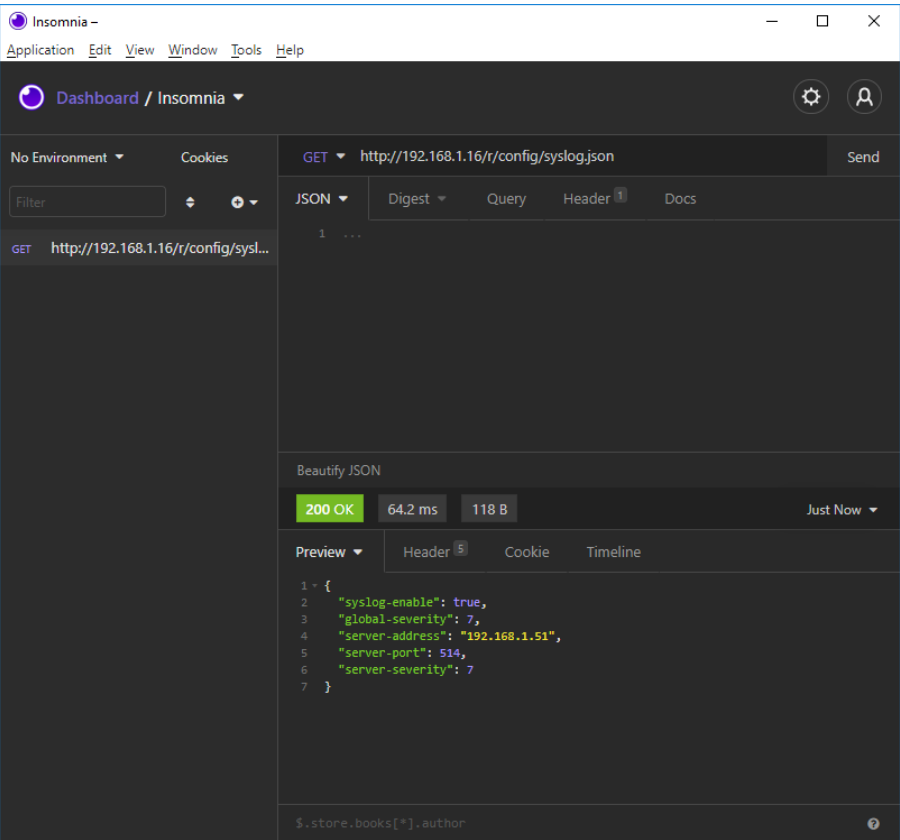 Insomnia –
Application Edit View Window Tools Help
Dashboard / Insomnia
No Environment Cookies
GET http://192.168.1.16/r/config/syslog.json Send
Filter
JSON Digest Query Header 1 Docs
GET http://192.168.1.16/r/config/sysl...
1 ...
Beautify JSON
200 OK 64.2 ms 118 B Just Now
Preview Header 5 Cookie Timeline
1 {
2 "syslog-enable": true,
3 "global-severity": 7,
4 "server-address": "192.168.1.51",
5 "server-port": 514,
6 "server-severity": 7
7 }
$.store.books[*].author